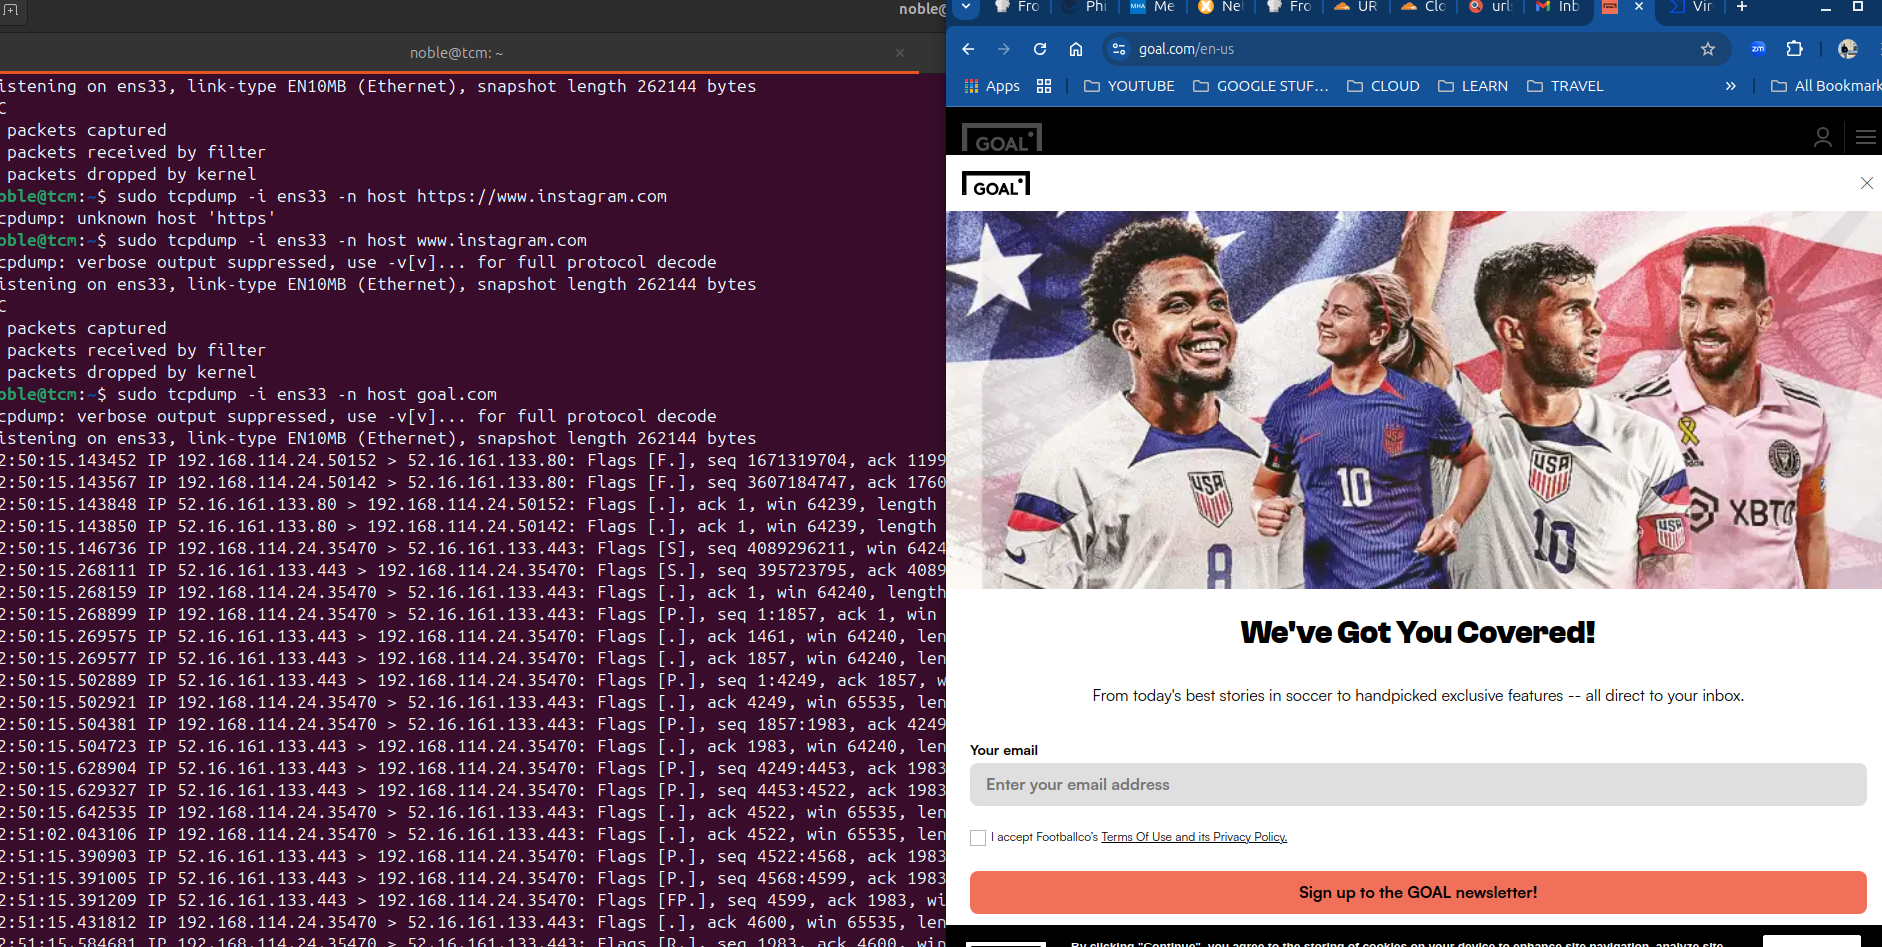 noble@
noble@tcm: ~
istening on ens33, link-type EN10MB (Ethernet), snapshot length 262144 bytes
C
packets captured
packets received by filter
packets dropped by kernel
oble@tcm:~$ sudo tcpdump -i ens33 -n host https://www.instagram.com
cpdump: unknown host 'https'
oble@tcm:~$ sudo tcpdump -i ens33 -n host www.instagram.com
cpdump: verbose output suppressed, use -v[v]... for full protocol decode
istening on ens33, link-type EN10MB (Ethernet), snapshot length 262144 bytes
C
packets captured
packets received by filter
packets dropped by kernel
oble@tcm:~$ sudo tcpdump -i ens33 -n host goal.com
cpdump: verbose output suppressed, use -v[v]... for full protocol decode
istening on ens33, link-type EN10MB (Ethernet), snapshot length 262144 bytes
2:50:15.143452 IP 192.168.114.24.50152 > 52.16.161.133.80: Flags [F.], seq 1671319704, ack 1199
2:50:15.143567 IP 192.168.114.24.50142 > 52.16.161.133.80: Flags [F.], seq 3607184747, ack 1760
2:50:15.143848 IP 52.16.161.133.80 > 192.168.114.24.50152: Flags [.], ack 1, win 64239, length
2:50:15.143850 IP 52.16.161.133.80 > 192.168.114.24.50142: Flags [.], ack 1, win 64239, length
2:50:15.146736 IP 192.168.114.24.35470 > 52.16.161.133.443: Flags [S], seq 4089296211, win 6424
2:50:15.268111 IP 52.16.161.133.443 > 192.168.114.24.35470: Flags [S.], seq 395723795, ack 4089
2:50:15.268159 IP 192.168.114.24.35470 > 52.16.161.133.443: Flags [.], ack 1, win 64240, length
2:50:15.268899 IP 192.168.114.24.35470 > 52.16.161.133.443: Flags [P.], seq 1:1857, ack 1, win
2:50:15.269575 IP 52.16.161.133.443 > 192.168.114.24.35470: Flags [.], ack 1461, win 64240, len
2:50:15.269577 IP 52.16.161.133.443 > 192.168.114.24.35470: Flags [.], ack 1857, win 64240, len
2:50:15.502889 IP 52.16.161.133.443 > 192.168.114.24.35470: Flags [P.], seq 1:4249, ack 1857, w
2:50:15.502921 IP 192.168.114.24.35470 > 52.16.161.133.443: Flags [.], ack 4249, win 65535, len
2:50:15.504381 IP 192.168.114.24.35470 > 52.16.161.133.443: Flags [P.], seq 1857:1983, ack 4249
2:50:15.504723 IP 52.16.161.133.443 > 192.168.114.24.35470: Flags [.], ack 1983, win 64240, len
2:50:15.628904 IP 52.16.161.133.443 > 192.168.114.24.35470: Flags [P.], seq 4249:4453, ack 1983
2:50:15.629327 IP 52.16.161.133.443 > 192.168.114.24.35470: Flags [P.], seq 4453:4522, ack 1983
2:50:15.642535 IP 192.168.114.24.35470 > 52.16.161.133.443: Flags [.], ack 4522, win 65535, len
2:51:02.043106 IP 192.168.114.24.35470 > 52.16.161.133.443: Flags [.], ack 4522, win 65535, len
2:51:15.390903 IP 52.16.161.133.443 > 192.168.114.24.35470: Flags [P.], seq 4522:4568, ack 1983
2:51:15.391005 IP 52.16.161.133.443 > 192.168.114.24.35470: Flags [P.], seq 4568:4599, ack 1983
2:51:15.391209 IP 52.16.161.133.443 > 192.168.114.24.35470: Flags [FP.], seq 4599, ack 1983, wi
2:51:15.431812 IP 192.168.114.24.35470 > 52.16.161.133.443: Flags [.], ack 4600, win 65535, len
2:51:15.584681 IP 192.168.114.24.35470 > 52.16.161.133.443: Flags [R.], seq 1983, ack 4600, win
Fro Phi MHA Me Nel Fro UR Clo url Inb Vir
goal.com/en-us
zm
Apps YOUTUBE GOOGLE STUF... CLOUD LEARN TRAVEL » All Bookmark
GOAL
GOAL
USA
8
10
USA
10
USA
XBTO
We've Got You Covered!
From today's best stories in soccer to handpicked exclusive features -- all direct to your inbox.
Your email
Enter your email address
I accept Footballco's Terms Of Use and its Privacy Policy.
Sign up to the GOAL newsletter!
By clicking "Continue", you agree to the storing of cookies on your device to enhance site navigation, analyze site